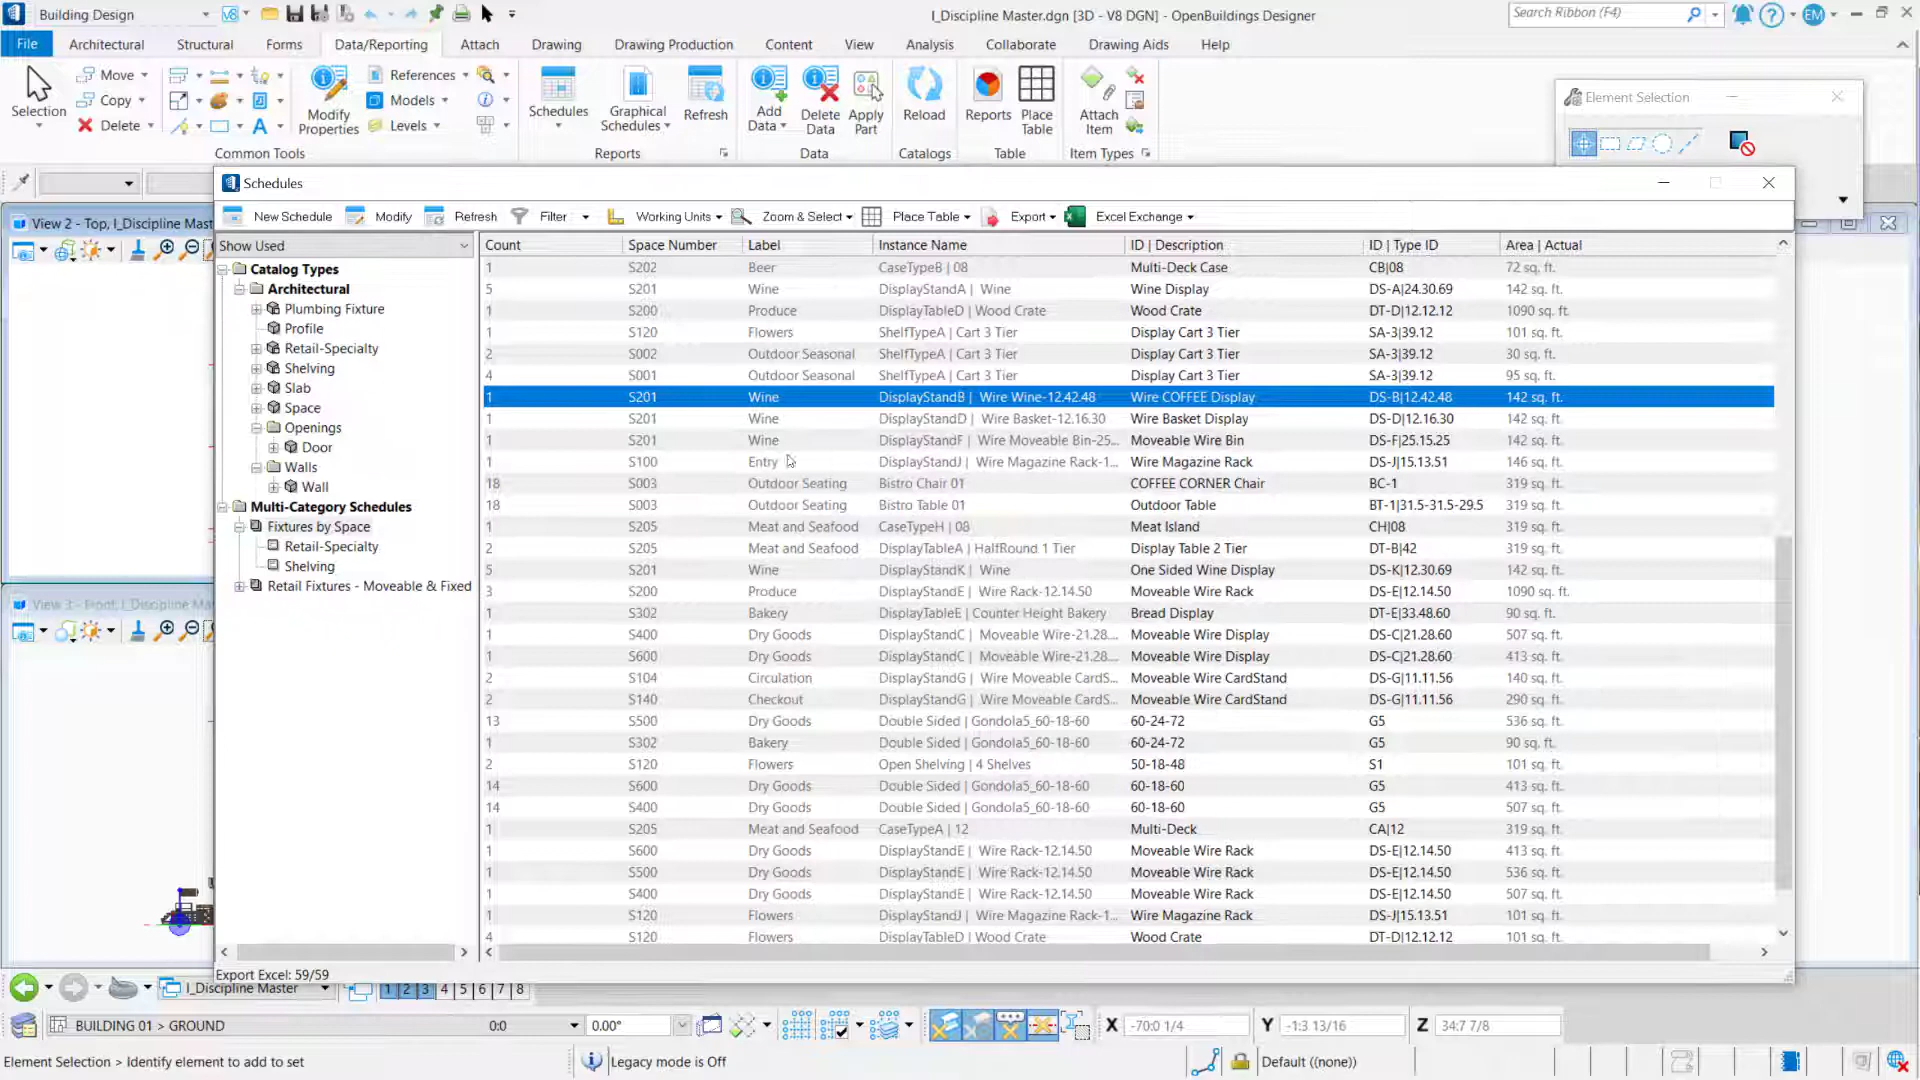 Building Design
I_Discipline Master.dgn [3D - V8 DGN] - OpenBuildings Designer
Search Ribbon (F4)
EM
File
Architectural
Structural
Forms
Data/Reporting
Attach
Drawing
Drawing Production
Content
View
Analysis
Collaborate
Drawing Aids
Help
Selection
Move
Copy
Delete
Modify Properties
References
Models
Levels
Common Tools
Schedules
Graphical Schedules
Refresh
Reports
Add Data
Delete Data
Apply Part
Data
Reload
Catalogs
Reports
Place Table
Table
Attach Item
Item Types
Element Selection
Schedules
New Schedule
Modify
Refresh
Filter
Working Units
Zoom & Select
Place Table
Export
Excel Exchange
View 2 - Top, I_Discipline Mas
View 3 - Front, I_Discipline Ma
Show Used
Catalog Types
Architectural
Plumbing Fixture
Profile
Retail-Specialty
Shelving
Slab
Space
Openings
Door
Walls
Wall
Multi-Category Schedules
Fixtures by Space
Retail-Specialty
Shelving
Retail Fixtures - Moveable & Fixed
Count Space Number Label Instance Name ID | Description ID | Type ID Area | Actual
1 S202 Beer CaseTypeB | 08 Multi-Deck Case CB|08 72 sq. ft.
5 S201 Wine DisplayStandA | Wine Wine Display DS-A|24.30.69 142 sq. ft.
1 S200 Produce DisplayTableD | Wood Crate Wood Crate DT-D|12.12.12 1090 sq. ft.
1 S120 Flowers ShelfTypeA | Cart 3 Tier Display Cart 3 Tier SA-3|39.12 101 sq. ft.
2 S002 Outdoor Seasonal ShelfTypeA | Cart 3 Tier Display Cart 3 Tier SA-3|39.12 30 sq. ft.
4 S001 Outdoor Seasonal ShelfTypeA | Cart 3 Tier Display Cart 3 Tier SA-3|39.12 95 sq. ft.
1 S201 Wine DisplayStandB | Wire Wine-12.42.48 Wire COFFEE Display DS-B|12.42.48 142 sq. ft.
1 S201 Wine DisplayStandD | Wire Basket-12.16.30 Wire Basket Display DS-D|12.16.30 142 sq. ft.
1 S201 Wine DisplayStandF | Wire Moveable Bin-25... Moveable Wire Bin DS-F|25.15.25 142 sq. ft.
1 S100 Entry DisplayStandJ | Wire Magazine Rack-1... Wire Magazine Rack DS-J|15.13.51 146 sq. ft.
18 S003 Outdoor Seating Bistro Chair 01 COFFEE CORNER Chair BC-1 319 sq. ft.
18 S003 Outdoor Seating Bistro Table 01 Outdoor Table BT-1|31.5-31.5-29.5 319 sq. ft.
1 S205 Meat and Seafood CaseTypeH | 08 Meat Island CH|08 319 sq. ft.
2 S205 Meat and Seafood DisplayTableA | HalfRound 1 Tier Display Table 2 Tier DT-B|42 319 sq. ft.
5 S201 Wine DisplayStandK | Wine One Sided Wine Display DS-K|12.30.69 142 sq. ft.
3 S200 Produce DisplayStandE | Wire Rack-12.14.50 Moveable Wire Rack DS-E|12.14.50 1090 sq. ft.
1 S302 Bakery DisplayTableE | Counter Height Bakery Bread Display DT-E|33.48.60 90 sq. ft.
1 S400 Dry Goods DisplayStandC | Moveable Wire-21.28.... Moveable Wire Display DS-C|21.28.60 507 sq. ft.
1 S600 Dry Goods DisplayStandC | Moveable Wire-21.28.... Moveable Wire Display DS-C|21.28.60 413 sq. ft.
2 S104 Circulation DisplayStandG | Wire Moveable CardS... Moveable Wire CardStand DS-G|11.11.56 140 sq. ft.
2 S140 Checkout DisplayStandG | Wire Moveable CardS... Moveable Wire CardStand DS-G|11.11.56 290 sq. ft.
13 S500 Dry Goods Double Sided | Gondola5_60-18-60 60-24-72 G5 536 sq. ft.
1 S302 Bakery Double Sided | Gondola5_60-18-60 60-24-72 G5 90 sq. ft.
2 S120 Flowers Open Shelving | 4 Shelves 50-18-48 S1 101 sq. ft.
14 S600 Dry Goods Double Sided | Gondola5_60-18-60 60-18-60 G5 413 sq. ft.
14 S400 Dry Goods Double Sided | Gondola5_60-18-60 60-18-60 G5 507 sq. ft.
1 S205 Meat and Seafood CaseTypeA | 12 Multi-Deck CA|12 319 sq. ft.
1 S600 Dry Goods DisplayStandE | Wire Rack-12.14.50 Moveable Wire Rack DS-E|12.14.50 413 sq. ft.
1 S500 Dry Goods DisplayStandE | Wire Rack-12.14.50 Moveable Wire Rack DS-E|12.14.50 536 sq. ft.
1 S400 Dry Goods DisplayStandE | Wire Rack-12.14.50 Moveable Wire Rack DS-E|12.14.50 507 sq. ft.
1 S120 Flowers DisplayStandJ | Wire Magazine Rack-1... Wire Magazine Rack DS-J|15.13.51 101 sq. ft.
4 S120 Flowers DisplayTableD | Wood Crate Wood Crate DT-D|12.12.12 101 sq. ft.
Export Excel: 59/59
I_Discipline Master
1 2 3 4 5 6 7 8
BUILDING 01 > GROUND
0:0
0.00°
X -70:0 1/4
Y -1:3 13/16
Z 34:7 7/8
Element Selection > Identify element to add to set
Legacy mode is Off
Default ((none))